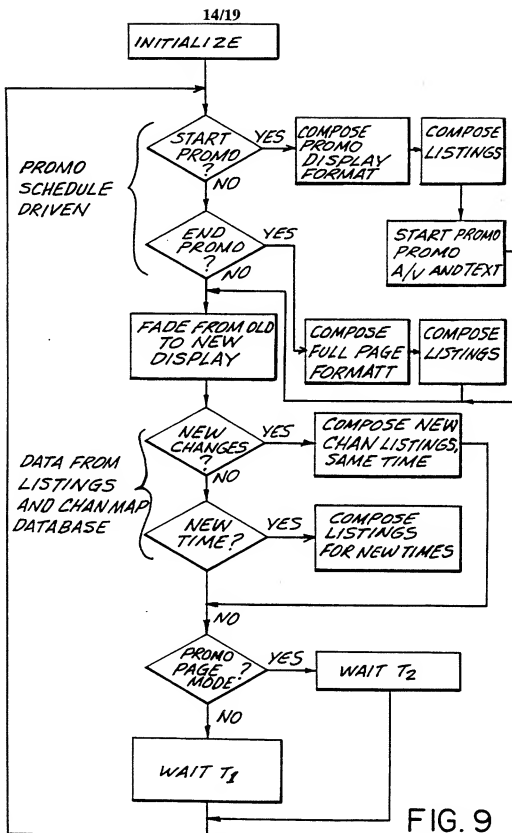 14/19
INITIALIZE
START
PROMO
?
YES
NO
COMPOSE
PROMO
DISPLAY
FORMAT
COMPOSE
LISTINGS
PROMO
SCHEDULE
DRIVEN
START PROMO
PROMO
A/V AND TEXT
END
PROMO
?
YES
NO
FADE FROM OLD
TO NEW
DISPLAY
COMPOSE
FULL PAGE
FORMATT
COMPOSE
LISTINGS
NEW
CHANGES
?
YES
NO
COMPOSE NEW
CHAN LISTINGS,
SAME TIME
DATA FROM
LISTINGS
AND CHAN MAP
DATABASE
NEW
TIME?
YES
COMPOSE
LISTINGS
FOR NEW TIMES
NO
PROMO
PAGE
MODE?
YES
WAIT T2
NO
WAIT T1
FIG. 9